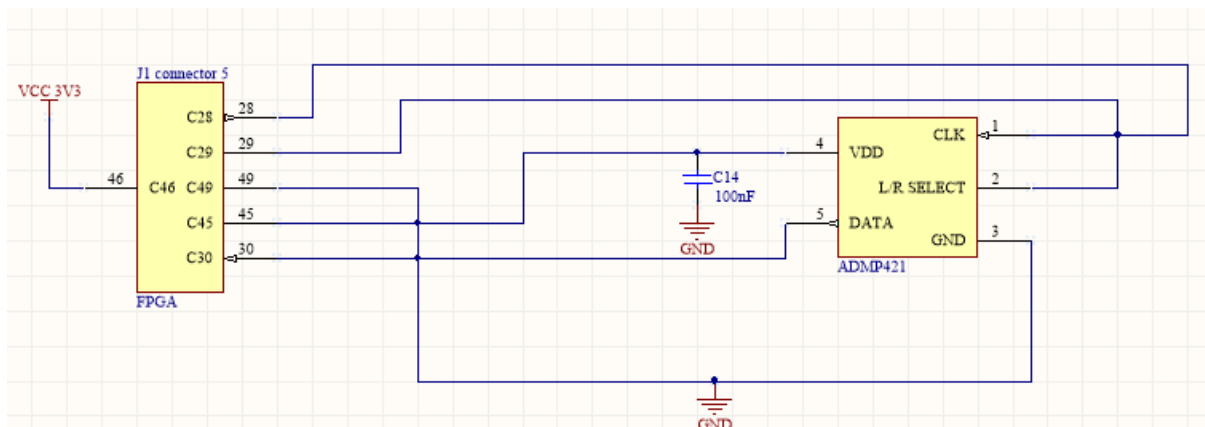 J1 connector 5
VCC 3V3
C28 28
C29 29
46 C46 C49 49
C45 45
C30 30
FPGA
C14
100nF
GND
4 VDD
5 DATA
CLK 1
L/R SELECT 2
GND 3
ADMP421
GND